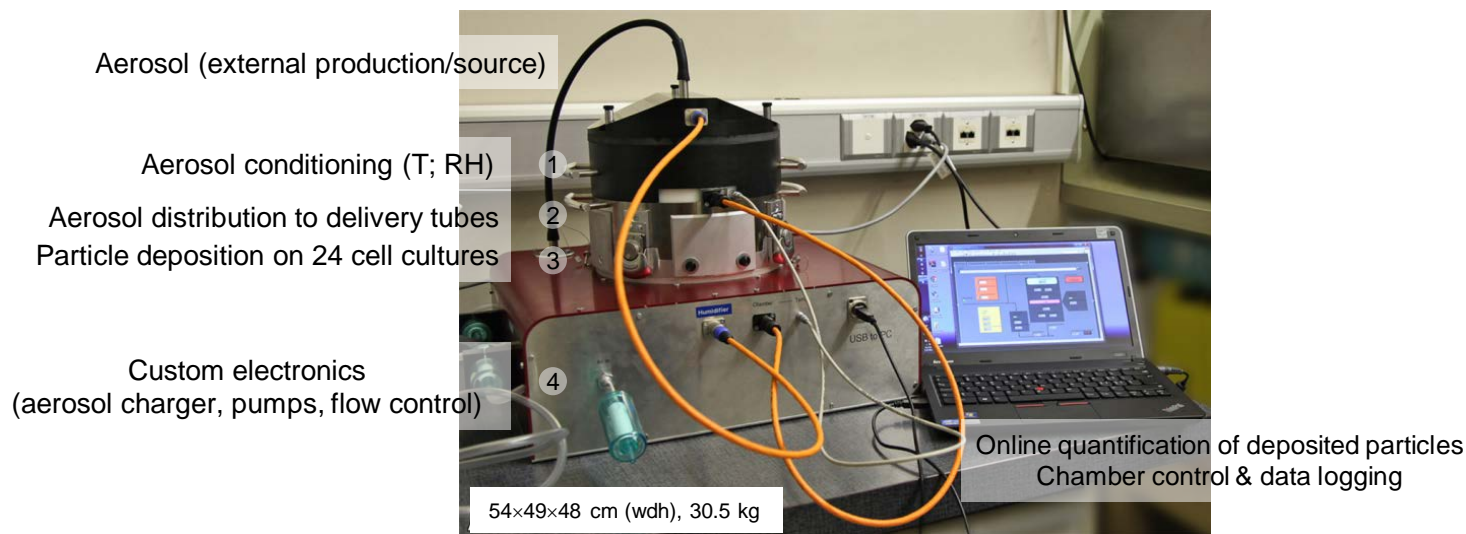 Aerosol (external production/source)
Aerosol conditioning (T; RH)
1
Aerosol distribution to delivery tubes
2
Particle deposition on 24 cell cultures
3
Humidifier
Chamber
USB to PC
Custom electronics
(aerosol charger, pumps, flow control)
4
ThinkPad
Online quantification of deposited particles
Chamber control & data logging
54×49×48 cm (wdh), 30.5 kg